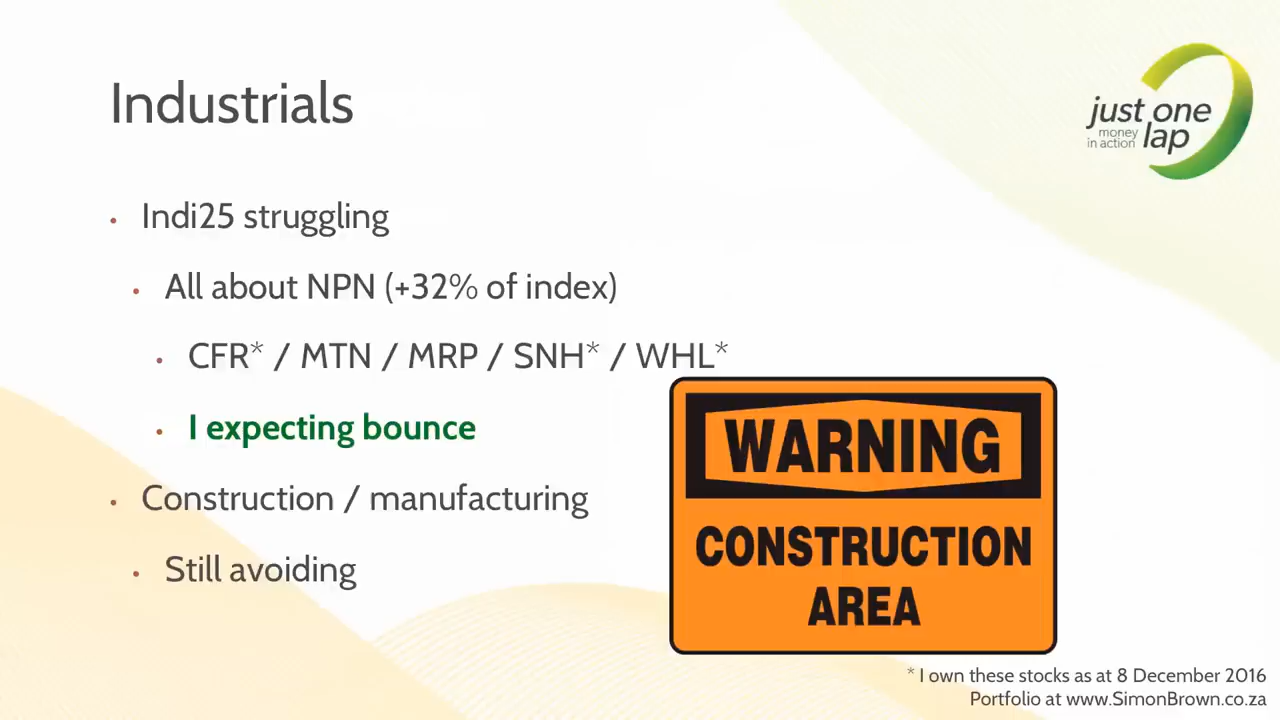 Industrials
just one
money
in action lap
• Indi25 struggling
• All about NPN (+32% of index)
• CFR* / MTN / MRP / SNH* / WHL*
• I expecting bounce
• Construction / manufacturing
• Still avoiding
WARNING
CONSTRUCTION
AREA
* I own these stocks as at 8 December 2016
Portfolio at www.SimonBrown.co.za